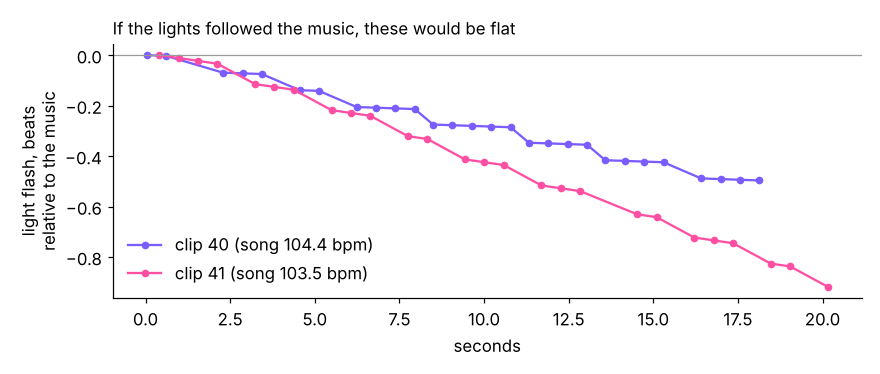 If the lights followed the music, these would be flat
0.0
−0.2
−0.4
−0.6
−0.8
light flash, beats
relative to the music
clip 40 (song 104.4 bpm)
clip 41 (song 103.5 bpm)
0.0 2.5 5.0 7.5 10.0 12.5 15.0 17.5 20.0
seconds